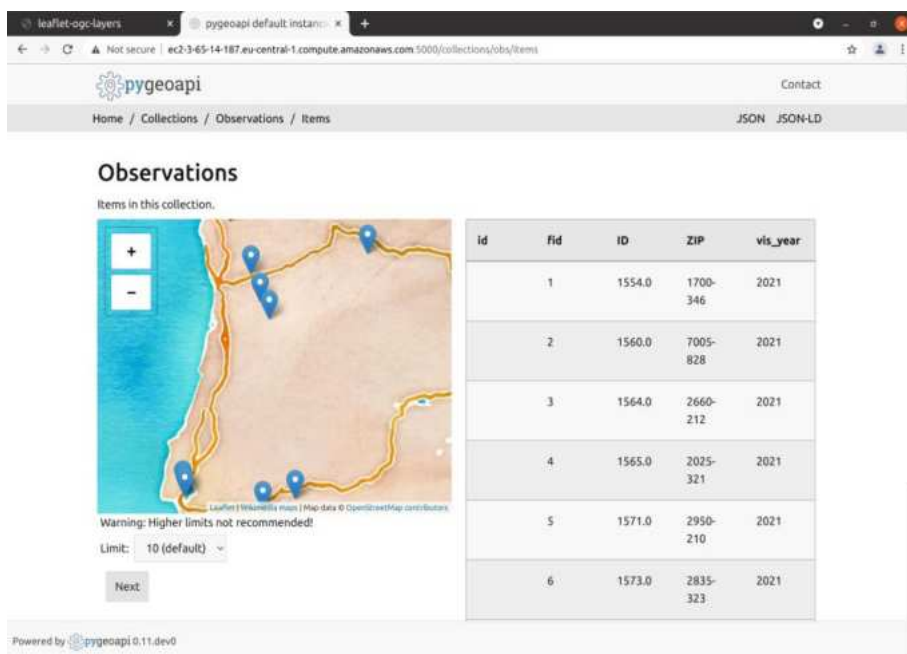 leaflet-ogc-layers
pygeoapi default instanc
Not secure | ec2-3-65-14-187.eu-central-1.compute.amazonaws.com:5000/collections/obs/items
pygeoapi
Contact
Home / Collections / Observations / Items
JSON JSON-LD
Observations
Items in this collection.
+
−
Leaflet | Wikimedia maps | Map data © OpenStreetMap contributors
Warning: Higher limits not recommended!
Limit: 10 (default)
Next
id fid ID ZIP vis_year
1 1554.0 1700-
346
2021
2 1560.0 7005-
828
2021
3 1564.0 2660-
212
2021
4 1565.0 2025-
321
2021
5 1571.0 2950-
210
2021
6 1573.0 2835-
323
2021
Powered by pygeoapi 0.11.dev0